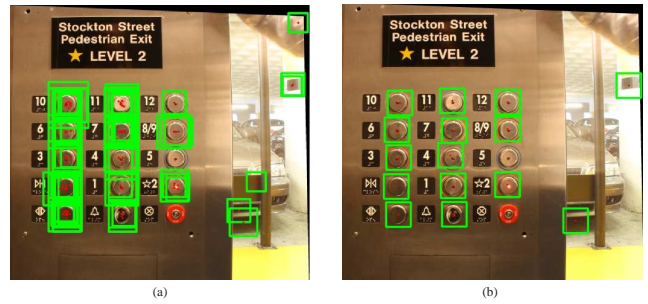 Stockton Street
Pedestrian Exit
★ LEVEL 2
10 11 12
6 7 8/9
3 4 5
1 ☆2
(a)
Stockton Street
Pedestrian Exit
★ LEVEL 2
10 11 12
6 7 8/9
3 4 5
1 ☆2
(b)